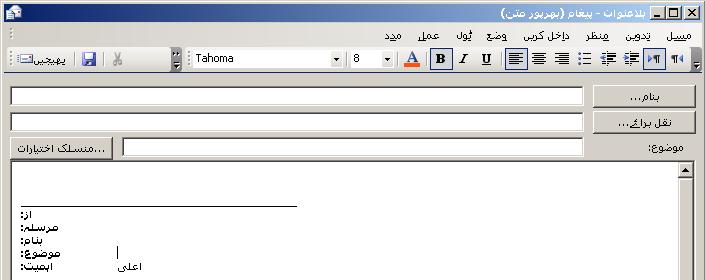 بلاعنوان - پیغام (بھرپور متن)
مسل تدوین منظر داخل کریں وضع ٹول عمل مدد
Tahoma 8 A B I U
بھیجیں
بنام...
نقل برائے...
موضوع:
منسلک اختیارات...
از:
مرسلہ:
بنام:
موضوع:
اہمیت: اعلی